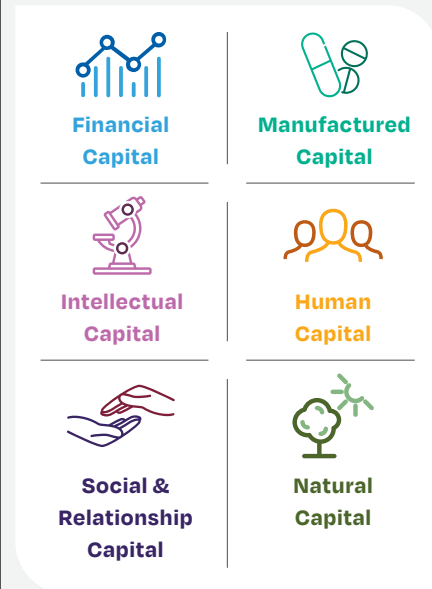 Financial
Capital
Manufactured
Capital
Intellectual
Capital
Human
Capital
Social &
Relationship
Capital
Natural
Capital